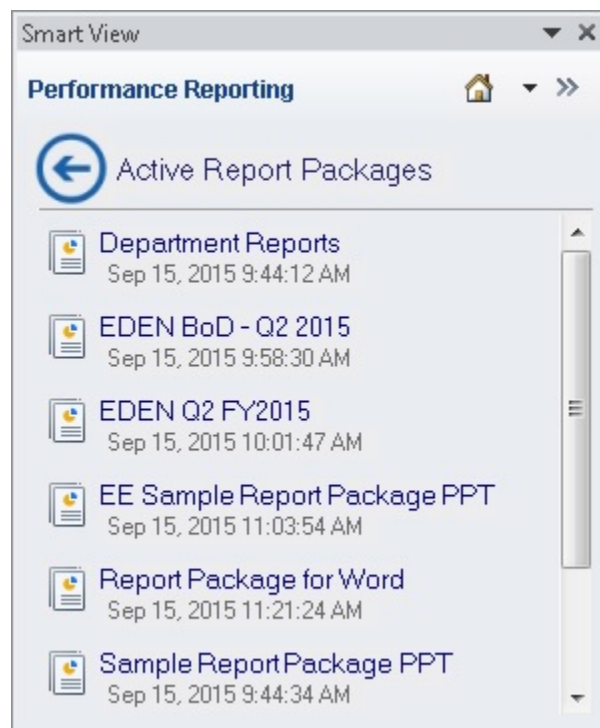 Smart View
Performance Reporting
Active Report Packages
Department Reports
Sep 15, 2015 9:44:12 AM
EDEN BoD - Q2 2015
Sep 15, 2015 9:58:30 AM
EDEN Q2 FY2015
Sep 15, 2015 10:01:47 AM
EE Sample Report Package PPT
Sep 15, 2015 11:03:54 AM
Report Package for Word
Sep 15, 2015 11:21:24 AM
Sample Report Package PPT
Sep 15, 2015 9:44:34 AM